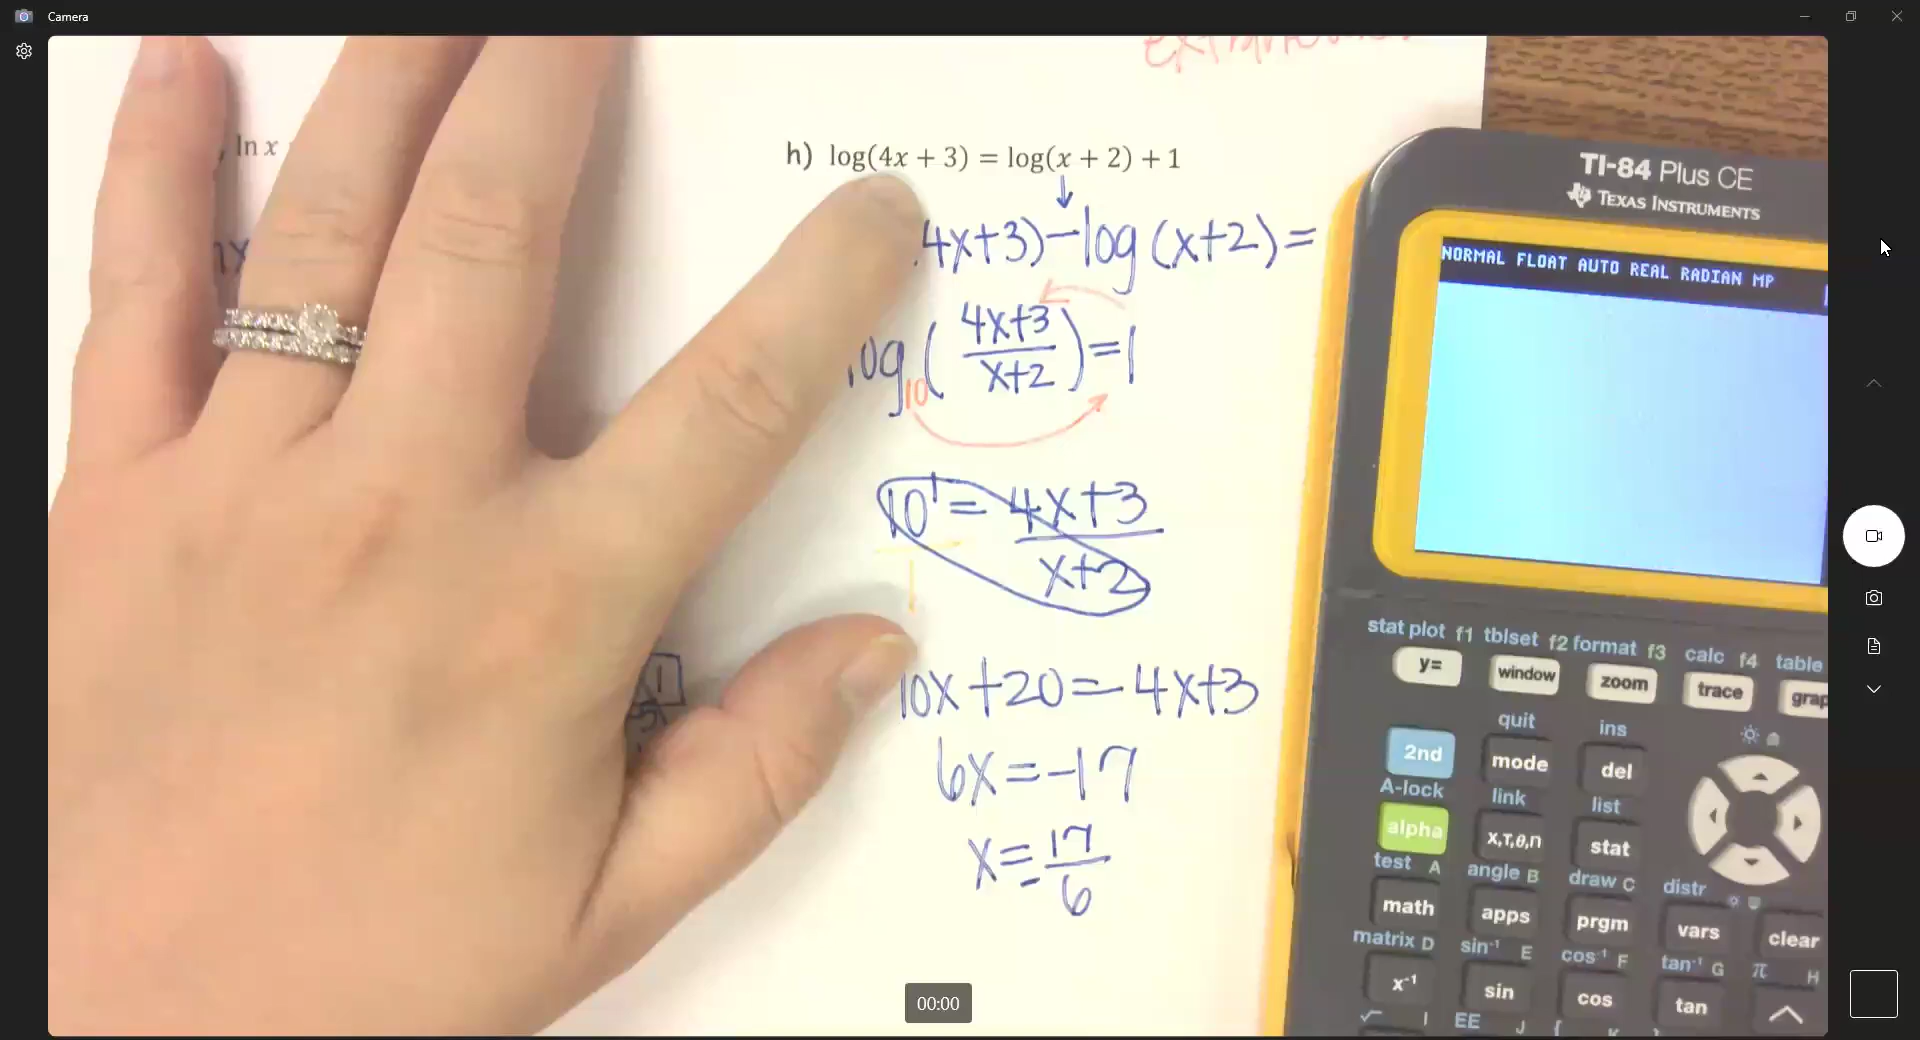 Camera
ln x
h) log(4x + 3) = log(x + 2) + 1
4x+3) - log (x+2) =
log10 ( 4x+3 / x+2 ) = 1
10^1 = 4x+3 / x+2
10x + 20 = 4x+3
6x = -17
x = - 17/6
1
TI-84 Plus CE
TEXAS INSTRUMENTS
NORMAL FLOAT AUTO REAL RADIAN MP
stat plot f1 tblset f2 format f3 calc f4 table
y= window zoom trace
quit ins
2nd mode del
A-lock link list
alpha X,T,θ,n stat
test A angle B draw C distr
math apps prgm vars clear
matrix D sin⁻¹ E cos⁻¹ F tan⁻¹ G π H
x⁻¹ sin cos tan ^
√ I EE J { K }
00:00